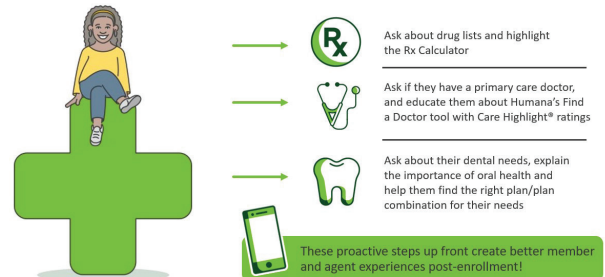 Rx
Ask about drug lists and highlight
the Rx Calculator
Ask if they have a primary care doctor,
and educate them about Humana's Find
a Doctor tool with Care Highlight® ratings
Ask about their dental needs, explain
the importance of oral health and
help them find the right plan/plan
combination for their needs
These proactive steps up front create better member
and agent experiences post-enrollment!